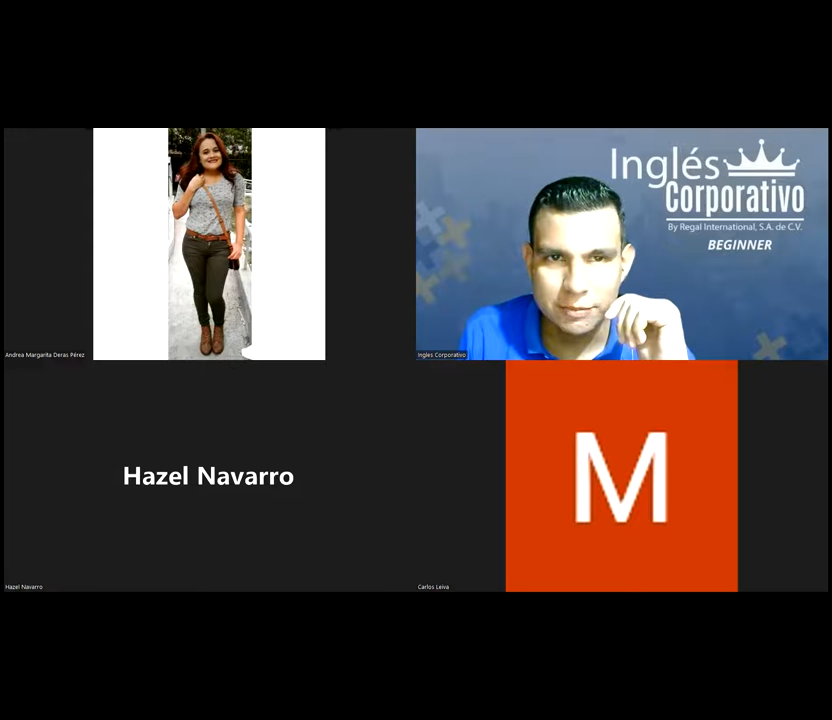 Inglés
Corporativo
By Regal International, S.A. de C.V.
BEGINNER
Andrea Margarita Deras Pérez
Ingles Corporativo
Hazel Navarro
M
Hazel Navarro
Carlos Leiva